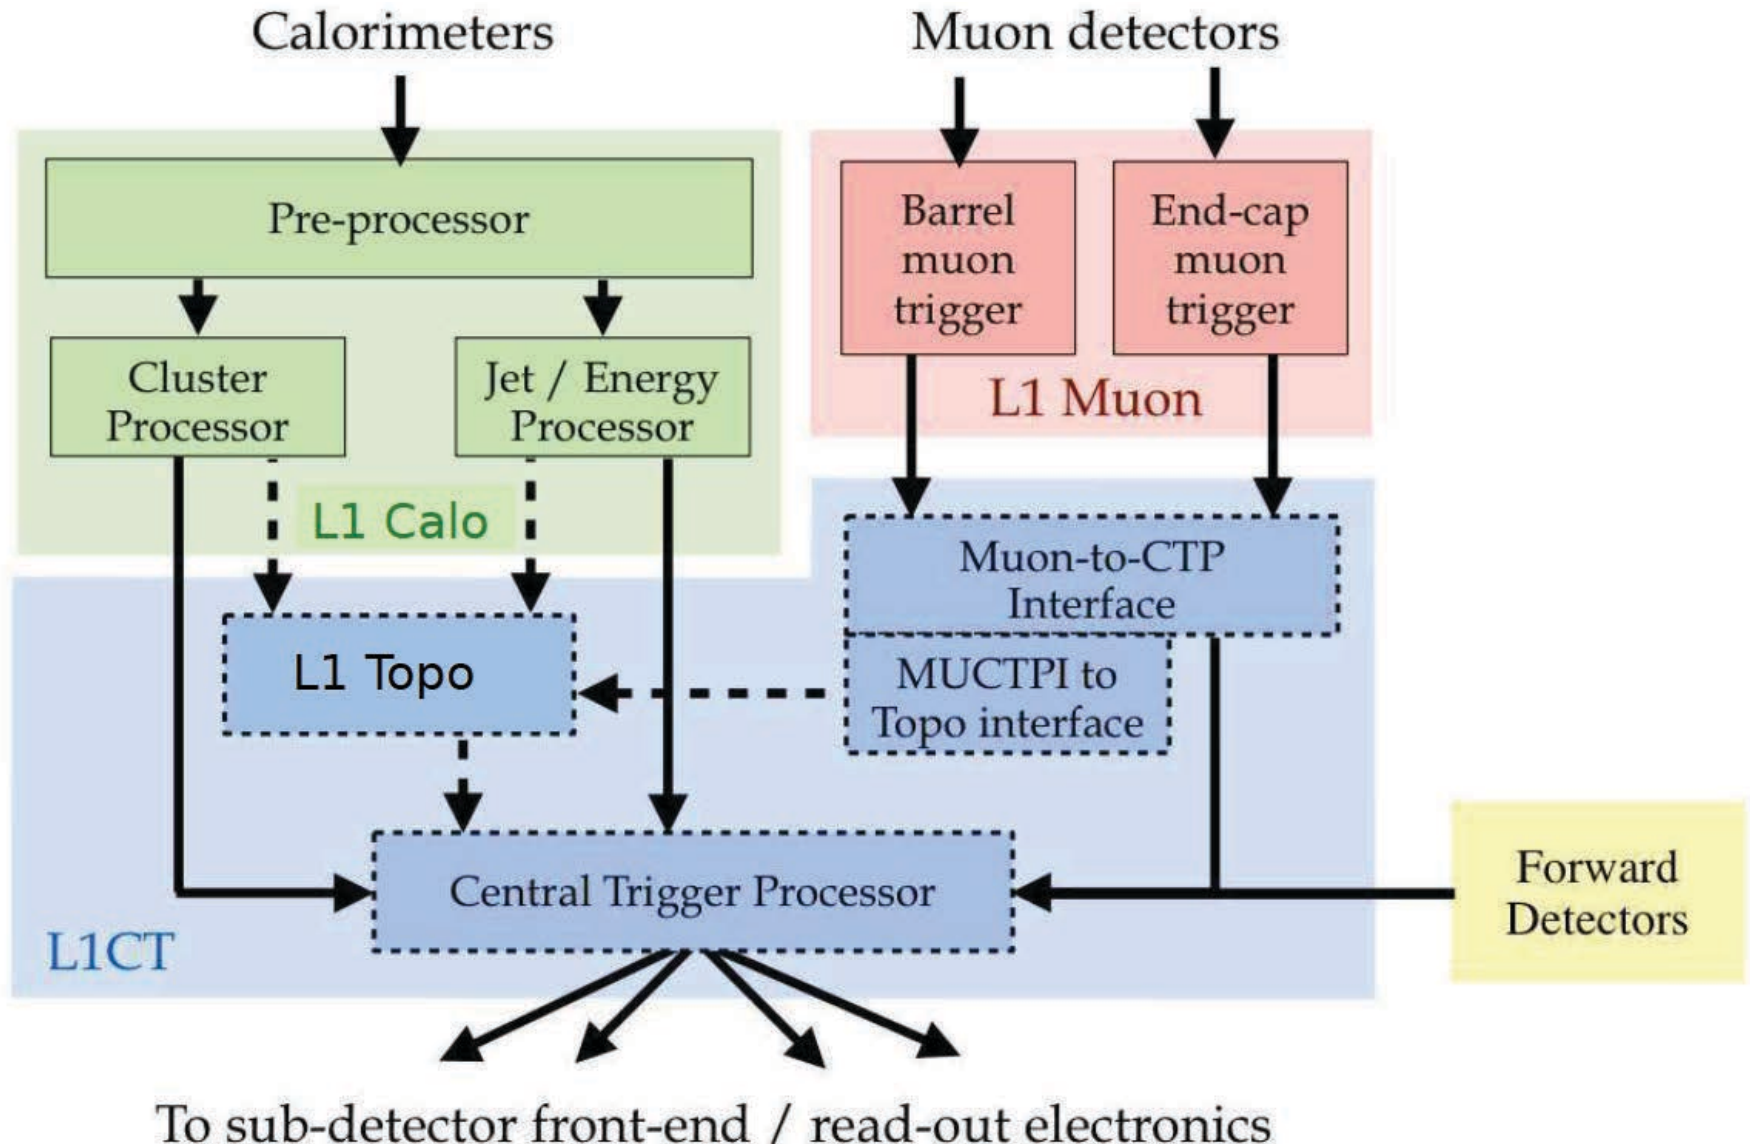 Calorimeters
Muon detectors
Pre-processor
Barrel
muon
trigger
End-cap
muon
trigger
Cluster
Processor
Jet / Energy
Processor
L1 Muon
L1 Calo
Muon-to-CTP
Interface
L1 Topo
MUCTPI to
Topo interface
Central Trigger Processor
Forward
Detectors
L1CT
To sub-detector front-end / read-out electronics